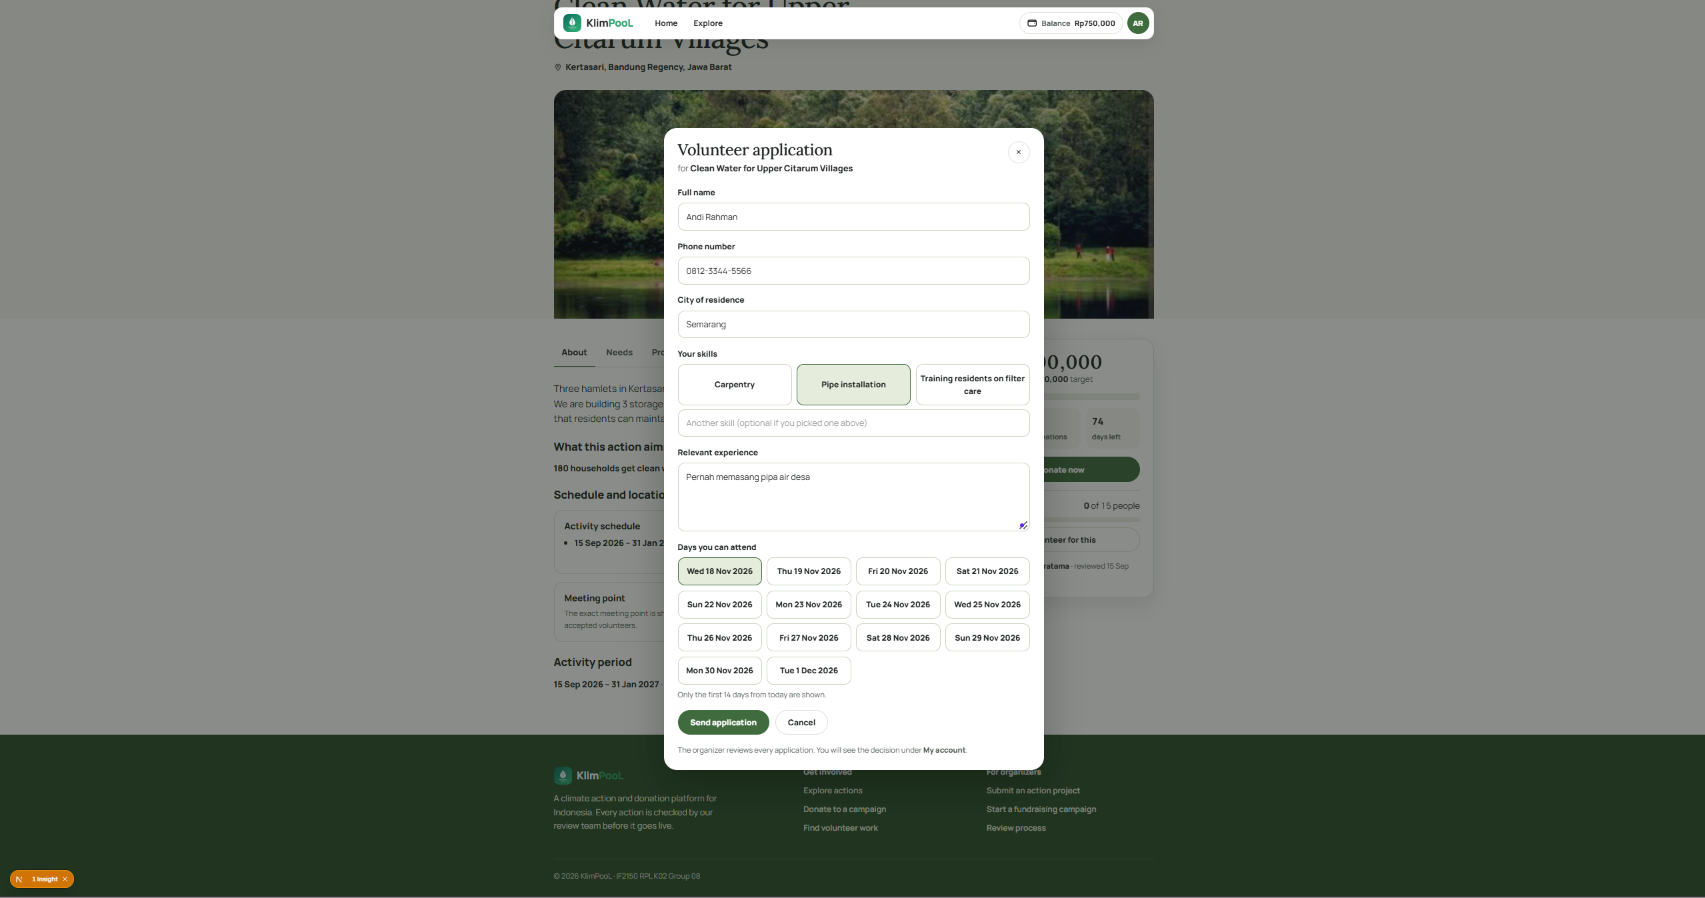 Clean Water for Upper
Citarum Villages
KlimPooL
Home
Explore
Balance Rp750,000
AR
Kertasari, Bandung Regency, Jawa Barat
Volunteer application
for Clean Water for Upper Citarum Villages
×
Full name
Andi Rahman
Phone number
0812-3344-5566
City of residence
Semarang
Your skills
Carpentry
Pipe installation
Training residents on filter
care
Another skill (optional if you picked one above)
Relevant experience
Pernah memasang pipa air desa
Days you can attend
Wed 18 Nov 2026
Thu 19 Nov 2026
Fri 20 Nov 2026
Sat 21 Nov 2026
Sun 22 Nov 2026
Mon 23 Nov 2026
Tue 24 Nov 2026
Wed 25 Nov 2026
Thu 26 Nov 2026
Fri 27 Nov 2026
Sat 28 Nov 2026
Sun 29 Nov 2026
Mon 30 Nov 2026
Tue 1 Dec 2026
Only the first 14 days from today are shown.
Send application
Cancel
The organizer reviews every application. You will see the decision under My account.
About
Needs
Three hamlets in Kertasar
We are building 3 storage
that residents can mainta
What this action aim
180 households get clean w
Schedule and locatio
Activity schedule
15 Sep 2026 – 31 Jan 2
Meeting point
The exact meeting point is sh
accepted volunteers.
Activity period
15 Sep 2026 – 31 Jan 2027 ·
00,000
0,000 target
74
days left
onate now
0 of 15 people
nteer for this
ratama · reviewed 15 Sep
KlimPooL
A climate action and donation platform for
Indonesia. Every action is checked by our
review team before it goes live.
Get involved
Explore actions
Donate to a campaign
Find volunteer work
For organizers
Submit an action project
Start a fundraising campaign
Review process
© 2026 KlimPooL · IF2150 RPL K02 Group 08
N 1 Insight ×